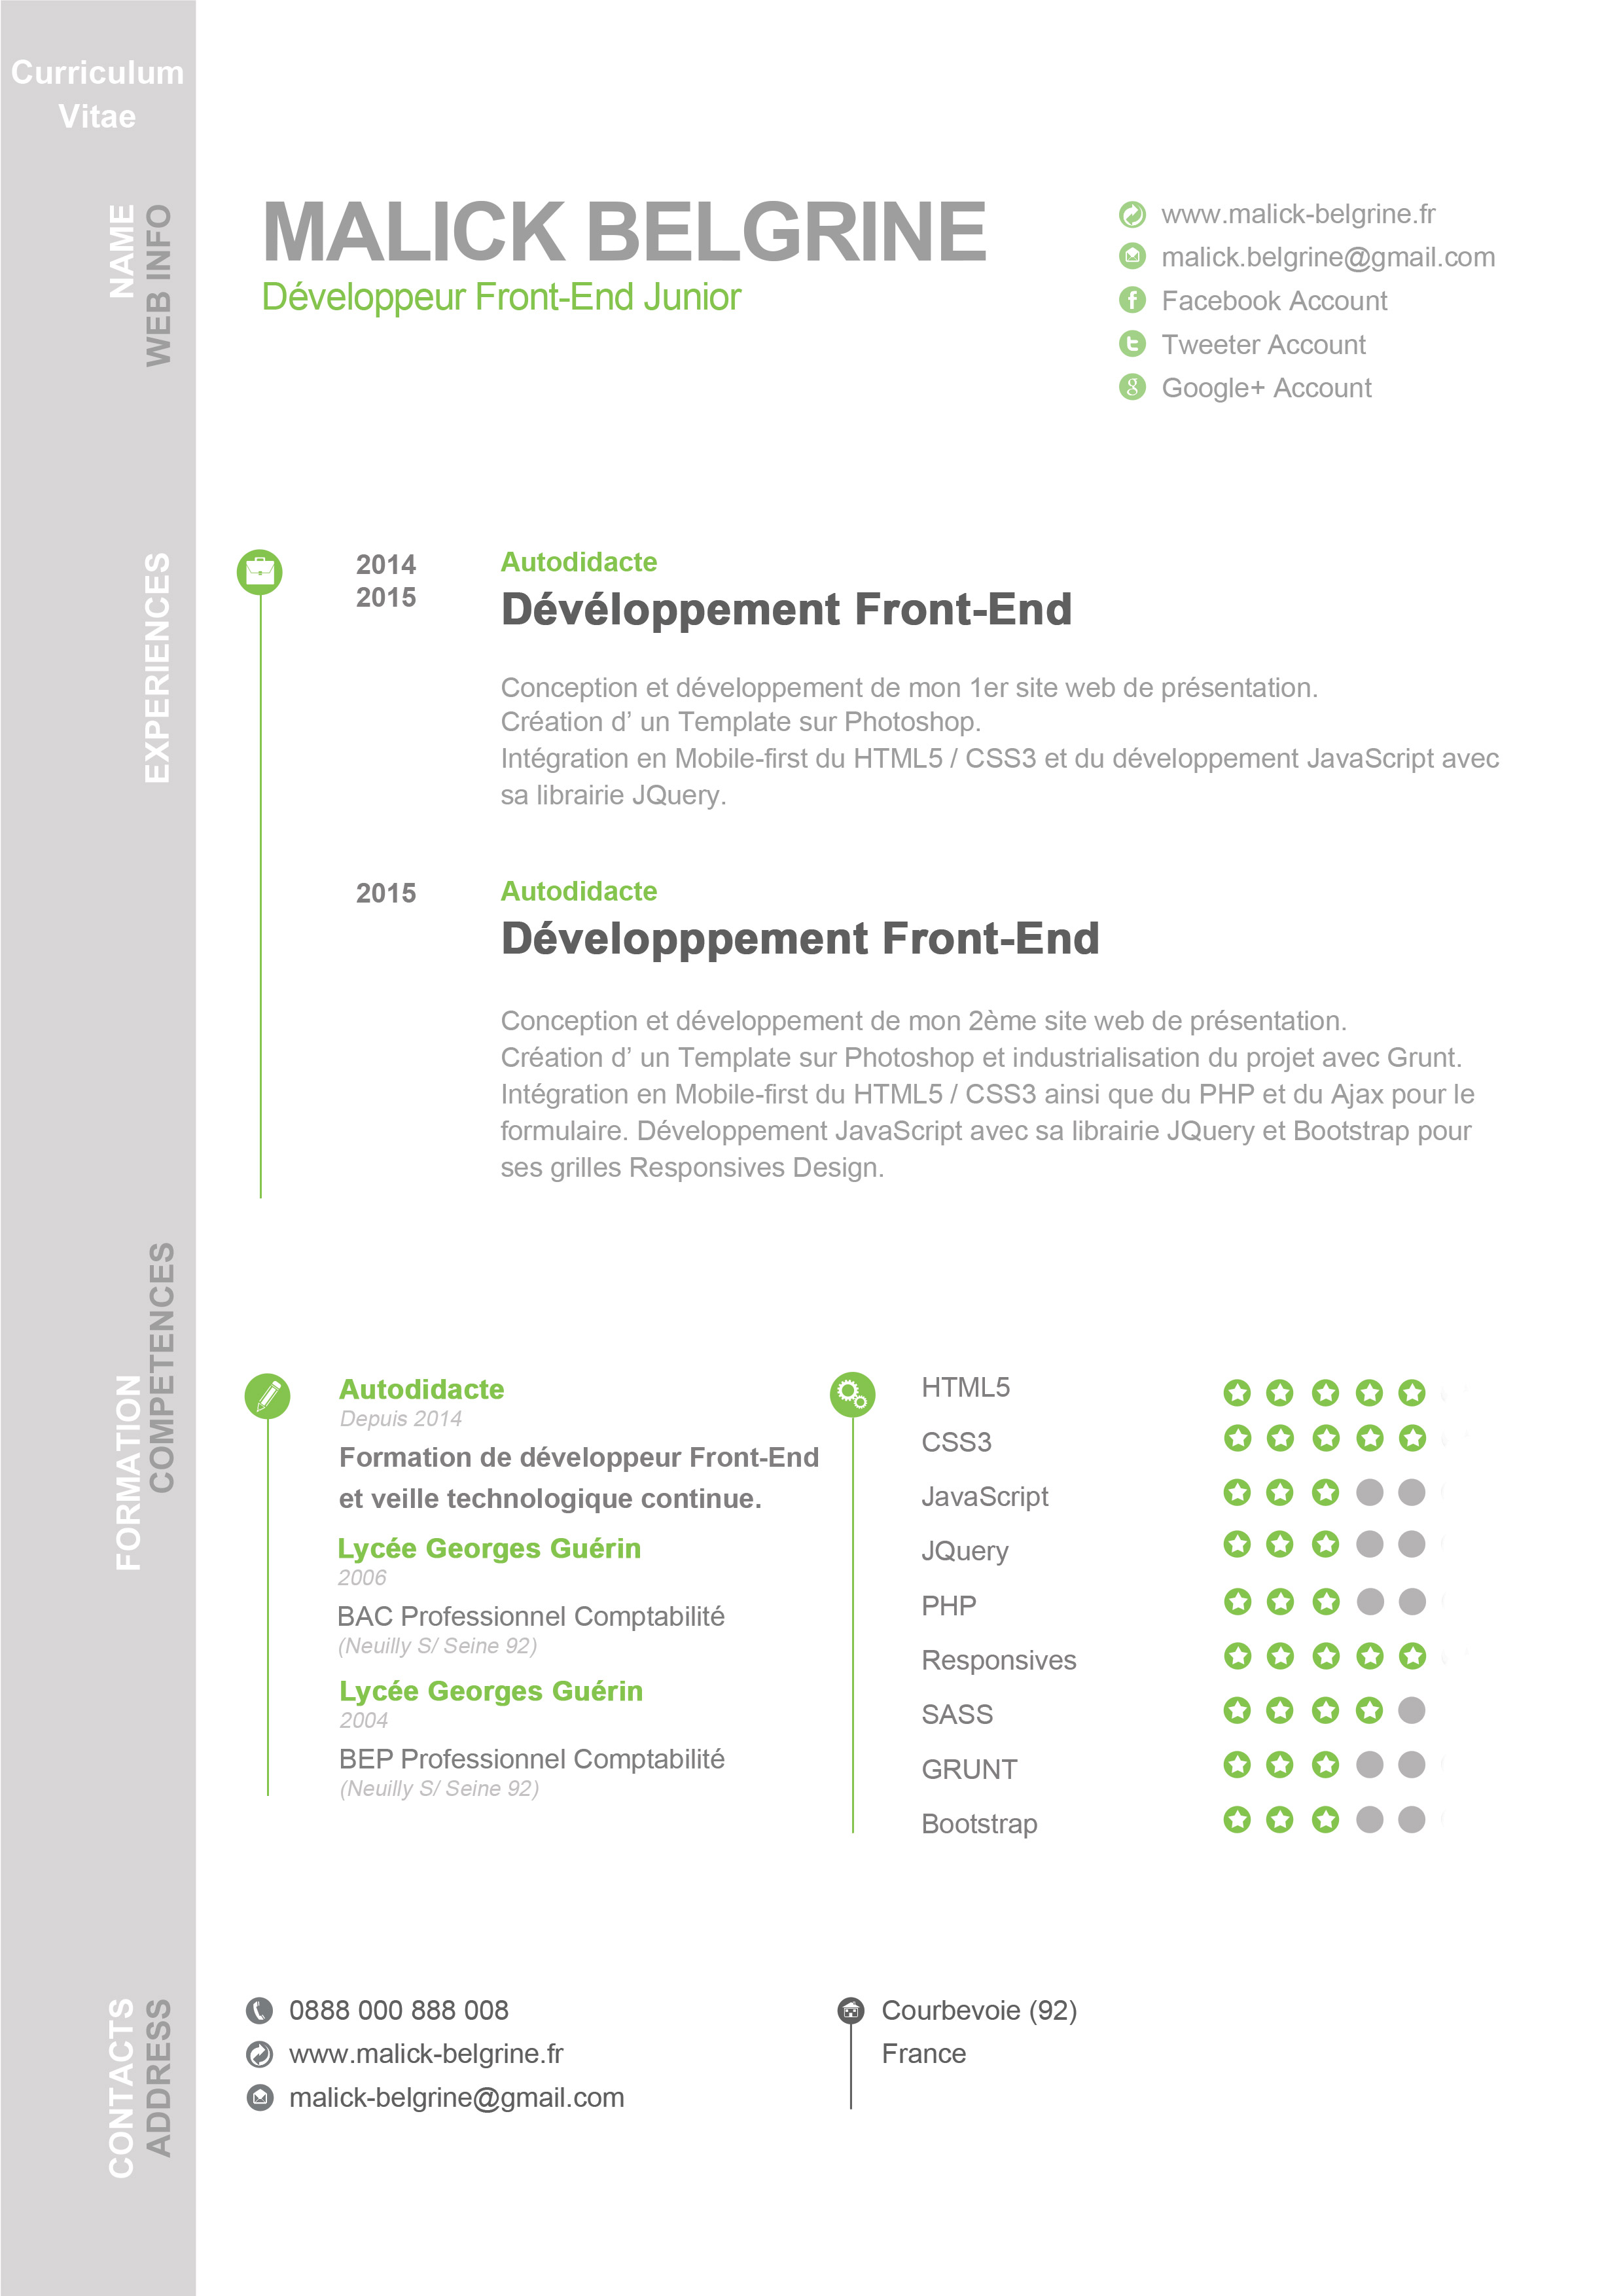 Curriculum
Vitae
NAME
WEB INFO
MALICK BELGRINE
Développeur Front-End Junior
www.malick-belgrine.fr
malick.belgrine@gmail.com
Facebook Account
Tweeter Account
Google+ Account
EXPERIENCES
2014
2015
Autodidacte
Dévéloppement Front-End
Conception et développement de mon 1er site web de présentation.
Création d’ un Template sur Photoshop.
Intégration en Mobile-first du HTML5 / CSS3 et du développement JavaScript avec
sa librairie JQuery.
2015
Autodidacte
Développpement Front-End
Conception et développement de mon 2ème site web de présentation.
Création d’ un Template sur Photoshop et industrialisation du projet avec Grunt.
Intégration en Mobile-first du HTML5 / CSS3 ainsi que du PHP et du Ajax pour le
formulaire. Développement JavaScript avec sa librairie JQuery et Bootstrap pour
ses grilles Responsives Design.
FORMATION
COMPETENCES
Autodidacte
Depuis 2014
Formation de développeur Front-End
et veille technologique continue.
Lycée Georges Guérin
2006
BAC Professionnel Comptabilité
(Neuilly S/ Seine 92)
Lycée Georges Guérin
2004
BEP Professionnel Comptabilité
(Neuilly S/ Seine 92)
HTML5
CSS3
JavaScript
JQuery
PHP
Responsives
SASS
GRUNT
Bootstrap
CONTACTS
ADDRESS
0888 000 888 008
www.malick-belgrine.fr
malick-belgrine@gmail.com
Courbevoie (92)
France